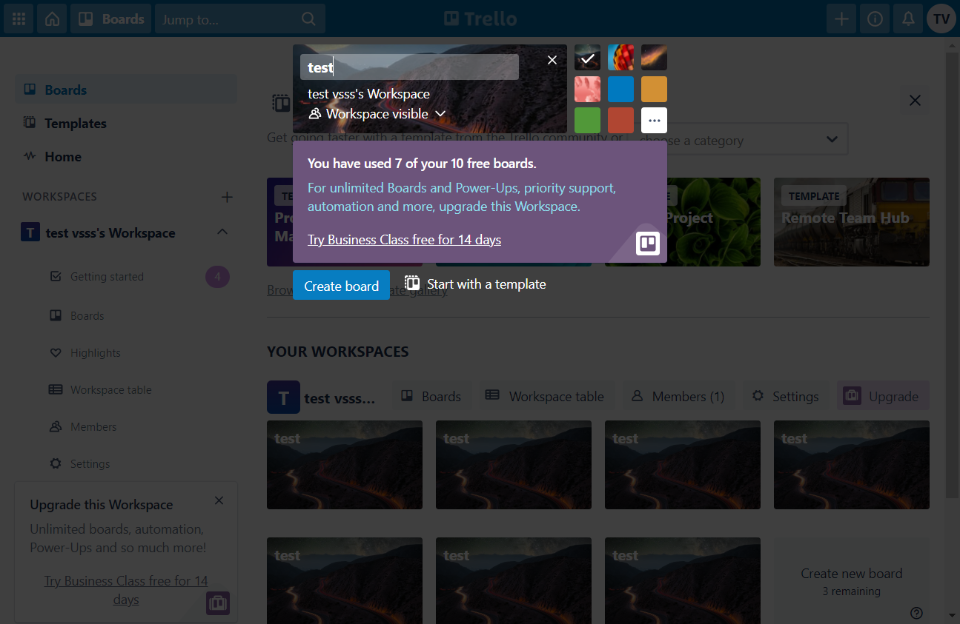 Boards
Jump to...
Trello
TV
test
test vsss's Workspace
Workspace visible
Boards
Templates
Home
WORKSPACES
test vsss's Workspace
T
Getting started
4
Boards
Highlights
Workspace table
Members
Settings
Upgrade this Workspace
Unlimited boards, automation,
Power-Ups and so much more!
Try Business Class free for 14
days
Get going faster with a template from the Trello community or
choose a category
You have used 7 of your 10 free boards.
For unlimited Boards and Power-Ups, priority support,
automation and more, upgrade this Workspace.
Try Business Class free for 14 days
Create board
Start with a template
Project
TEMPLATE
Remote Team Hub
YOUR WORKSPACES
T
test vsss...
Boards
Workspace table
Members (1)
Settings
Upgrade
test
test
test
test
test
test
test
Create new board
3 remaining